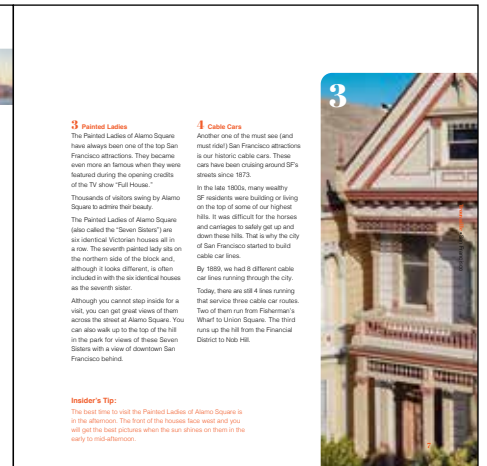 3 Painted Ladies
The Painted Ladies of Alamo Square
have always been one of the top San
Francisco attractions. They became
even more an famous when they were
featured during the opening credits
of the TV show "Full House."
Thousands of visitors swing by Alamo
Square to admire their beauty.
The Painted Ladies of Alamo Square
(also called the "Seven Sisters") are
six identical Victorian houses all in
a row. The seventh painted lady sits on
the northern side of the block and,
although it looks different, is often
included in with the six identical houses
as the seventh sister.
Although you cannot step inside for a
visit, you can get great views of them
across the street at Alamo Square. You
can also walk up to the top of the hill
in the park for views of these Seven
Sisters with a view of downtown San
Francisco behind.
4 Cable Cars
Another one of the must see (and
must ride!) San Francisco attractions
is our historic cable cars. These
cars have been cruising around SF's
streets since 1873.
In the late 1800s, many wealthy
SF residents were building or living
on the top of some of our highest
hills. It was difficult for the horses
and carriages to safely get up and
down these hills. That is why the city
of San Francisco started to build
cable car lines.
By 1889, we had 8 different cable
car lines running through the city.
Today, there are still 4 lines running
that service three cable car routes.
Two of them run from Fisherman's
Wharf to Union Square. The third
runs up the hill from the Financial
District to Nob Hill.
Insider's Tip:
The best time to visit the Painted Ladies of Alamo Square is
in the afternoon. The front of the houses face west and you
will get the best pictures when the sun shines on them in the
early to mid-afternoon.
3
7